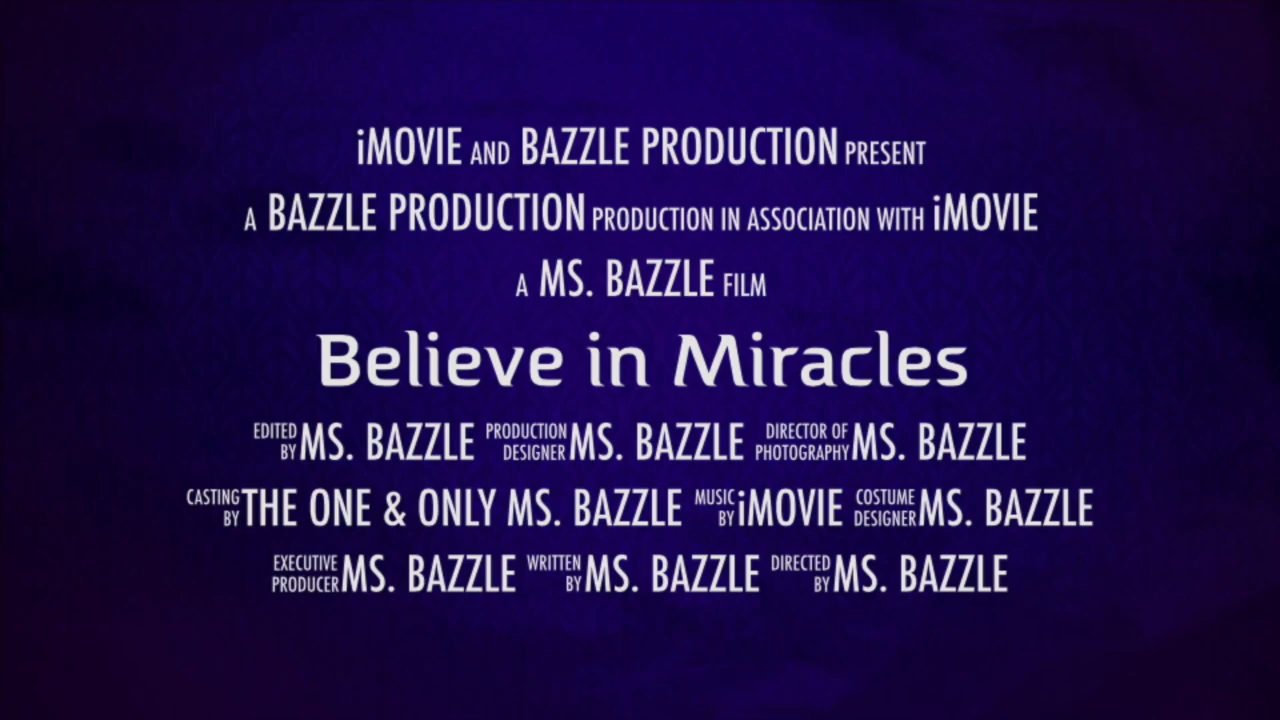 iMOVIE AND BAZZLE PRODUCTION PRESENT
A BAZZLE PRODUCTION PRODUCTION IN ASSOCIATION WITH iMOVIE
A MS. BAZZLE FILM
Believe in Miracles
EDITED BY MS. BAZZLE PRODUCTION DESIGNER MS. BAZZLE DIRECTOR OF PHOTOGRAPHY MS. BAZZLE
CASTING BY THE ONE & ONLY MS. BAZZLE MUSIC BY iMOVIE COSTUME DESIGNER MS. BAZZLE
EXECUTIVE PRODUCER MS. BAZZLE WRITTEN BY MS. BAZZLE DIRECTED BY MS. BAZZLE